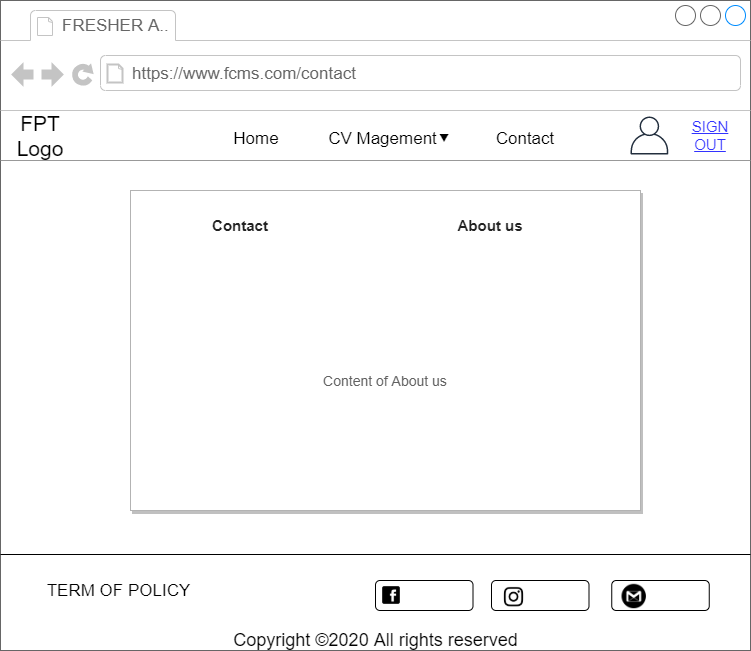 FRESHER A..
https://www.fcms.com/contact
FPT
Logo
Home
CV Magement▼
Contact
SIGN
OUT
Contact
About us
Content of About us
TERM OF POLICY
Copyright ©2020 All rights reserved